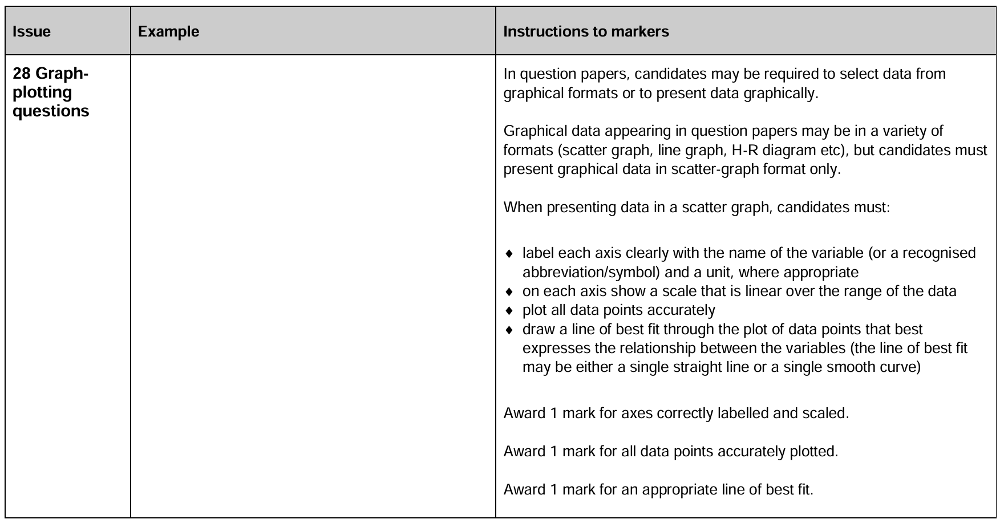 Issue
Example
Instructions to markers
28 Graph-
plotting
questions
In question papers, candidates may be required to select data from
graphical formats or to present data graphically.
Graphical data appearing in question papers may be in a variety of
formats (scatter graph, line graph, H-R diagram etc), but candidates must
present graphical data in scatter-graph format only.
When presenting data in a scatter graph, candidates must:
♦ label each axis clearly with the name of the variable (or a recognised
abbreviation/symbol) and a unit, where appropriate
♦ on each axis show a scale that is linear over the range of the data
♦ plot all data points accurately
♦ draw a line of best fit through the plot of data points that best
expresses the relationship between the variables (the line of best fit
may be either a single straight line or a single smooth curve)
Award 1 mark for axes correctly labelled and scaled.
Award 1 mark for all data points accurately plotted.
Award 1 mark for an appropriate line of best fit.